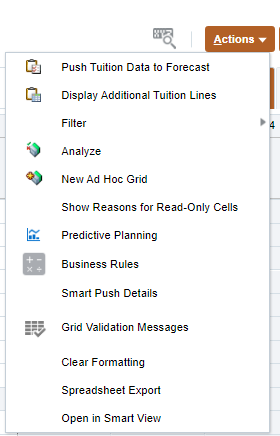 Actions
Push Tuition Data to Forecast
Display Additional Tuition Lines
Filter
4
Analyze
New Ad Hoc Grid
Show Reasons for Read-Only Cells
Predictive Planning
Business Rules
Smart Push Details
Grid Validation Messages
Clear Formatting
Spreadsheet Export
Open in Smart View